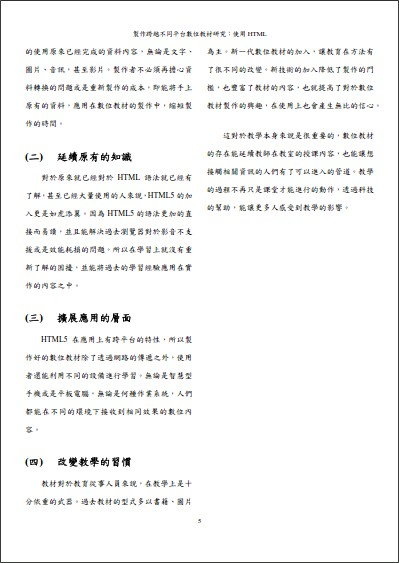 製作跨越不同平台數位教材研究：使用 HTML
的使用原來已經完成的資料內容，無論是文字、
圖片、音訊，甚至影片。製作者不必須再擔心資
料轉換的問題或是重新製作的成本，即能將手上
原有的資料，應用在數位教材的製作中，縮短製
作的時間。
(二) 延續原有的知識
對於原來就已經對於 HTML 語法就已經有
了解，甚至已經大量使用的人來說，HTML5 的加
入更是如虎添翼。因為 HTML5 的語法更加的直
接而易讀，並且能解決過去瀏覽器對於影音不支
援或是效能耗損的問題。所以在學習上就沒有重
新了解的困擾，並能將過去的學習經驗應用在實
作的內容之中。
(三) 擴展應用的層面
HTML5 在應用上有跨平台的特性，所以製
作好的數位教材除了透過網路的傳遞之外，使用
者還能利用不同的設備進行學習。無論是智慧型
手機或是平板電腦，無論是何種作業系統，人們
都能在不同的環境下接收到相同效果的數位內
容。
(四) 改變教學的習慣
教材對於教育從事人員來說，在教學上是十
分依重的武器。過去教材的型式多以書籍、圖片
為主。新一代數位教材的加入，讓教育在方法有
了很不同的改變。新技術的加入降低了製作的門
檻，也豐富了教材的內容，也就提高了對於數位
教材製作的興趣，在使用上也會產生無比的信心。
這對於教學本身來說是很重要的，數位教材
的存在能延續教師在教室的授課內容，也能讓想
接觸相關資訊的人們有了可以進入的管道。教學
的過程不再只是課堂才能進行的動作，透過科技
的幫助，能讓更多人感受到教學的影響。
5